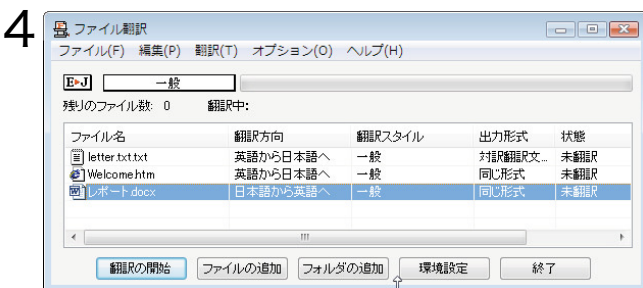 4
ファイル翻訳
ファイル(F) 編集(P) 翻訳(T) オプション(O) ヘルプ(H)
E▸J 一般
残りのファイル数: 0 翻訳中:
ファイル名 翻訳方向 翻訳スタイル 出力形式 状態
letter.txt.txt 英語から日本語へ 一般 対訳翻訳文... 未翻訳
Welcome.htm 英語から日本語へ 一般 同じ形式 未翻訳
レポート.docx 日本語から英語へ 一般 同じ形式 未翻訳
翻訳の開始 ファイルの追加 フォルダの追加 環境設定 終了